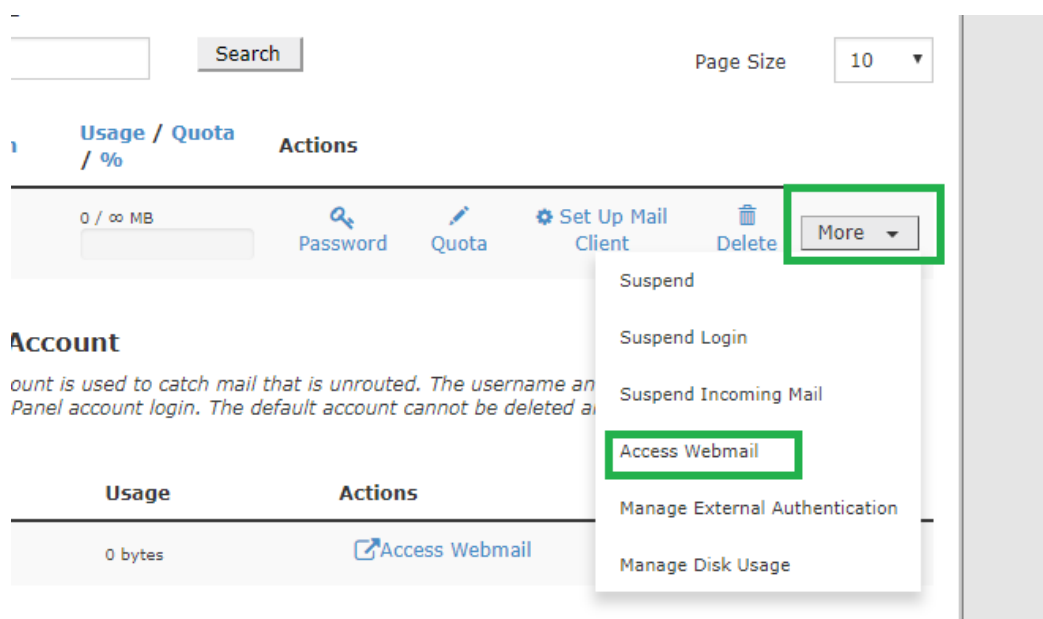 Search
Page Size
10
Usage / Quota
/ %
Actions
0 / ∞ MB
Password
Quota
Set Up Mail
Client
Delete
More
Suspend
Suspend Login
Suspend Incoming Mail
Access Webmail
Manage External Authentication
Manage Disk Usage
Account
ount is used to catch mail that is unrouted. The username an
Panel account login. The default account cannot be deleted a
Usage
Actions
0 bytes
Access Webmail